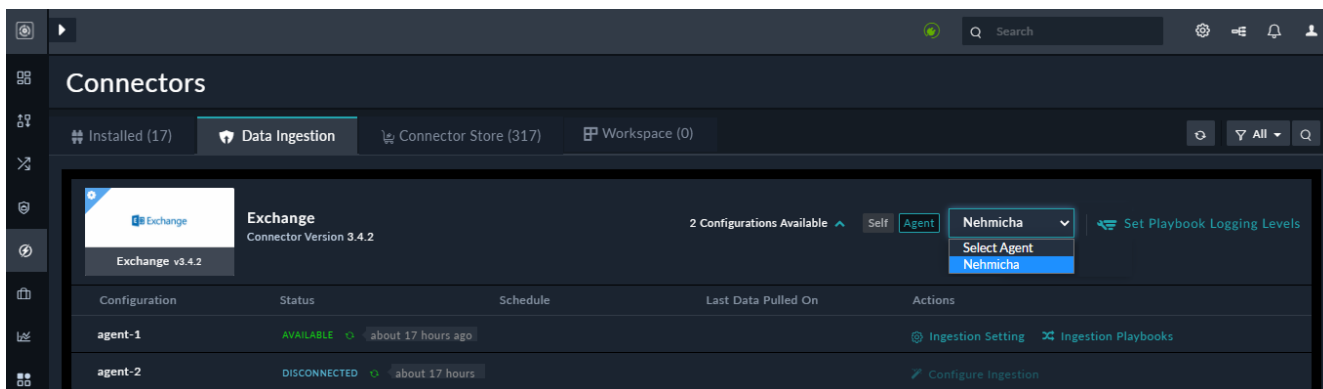 Search
Connectors
Installed (17)
Data Ingestion
Connector Store (317)
Workspace (0)
All
Exchange
Exchange v3.4.2
Exchange
Connector Version 3.4.2
2 Configurations Available
Self
Agent
Nehmicha
Select Agent
Nehmicha
Set Playbook Logging Levels
Configuration Status Schedule Last Data Pulled On Actions
agent-1 AVAILABLE about 17 hours ago Ingestion Setting Ingestion Playbooks
agent-2 DISCONNECTED about 17 hours Configure Ingestion